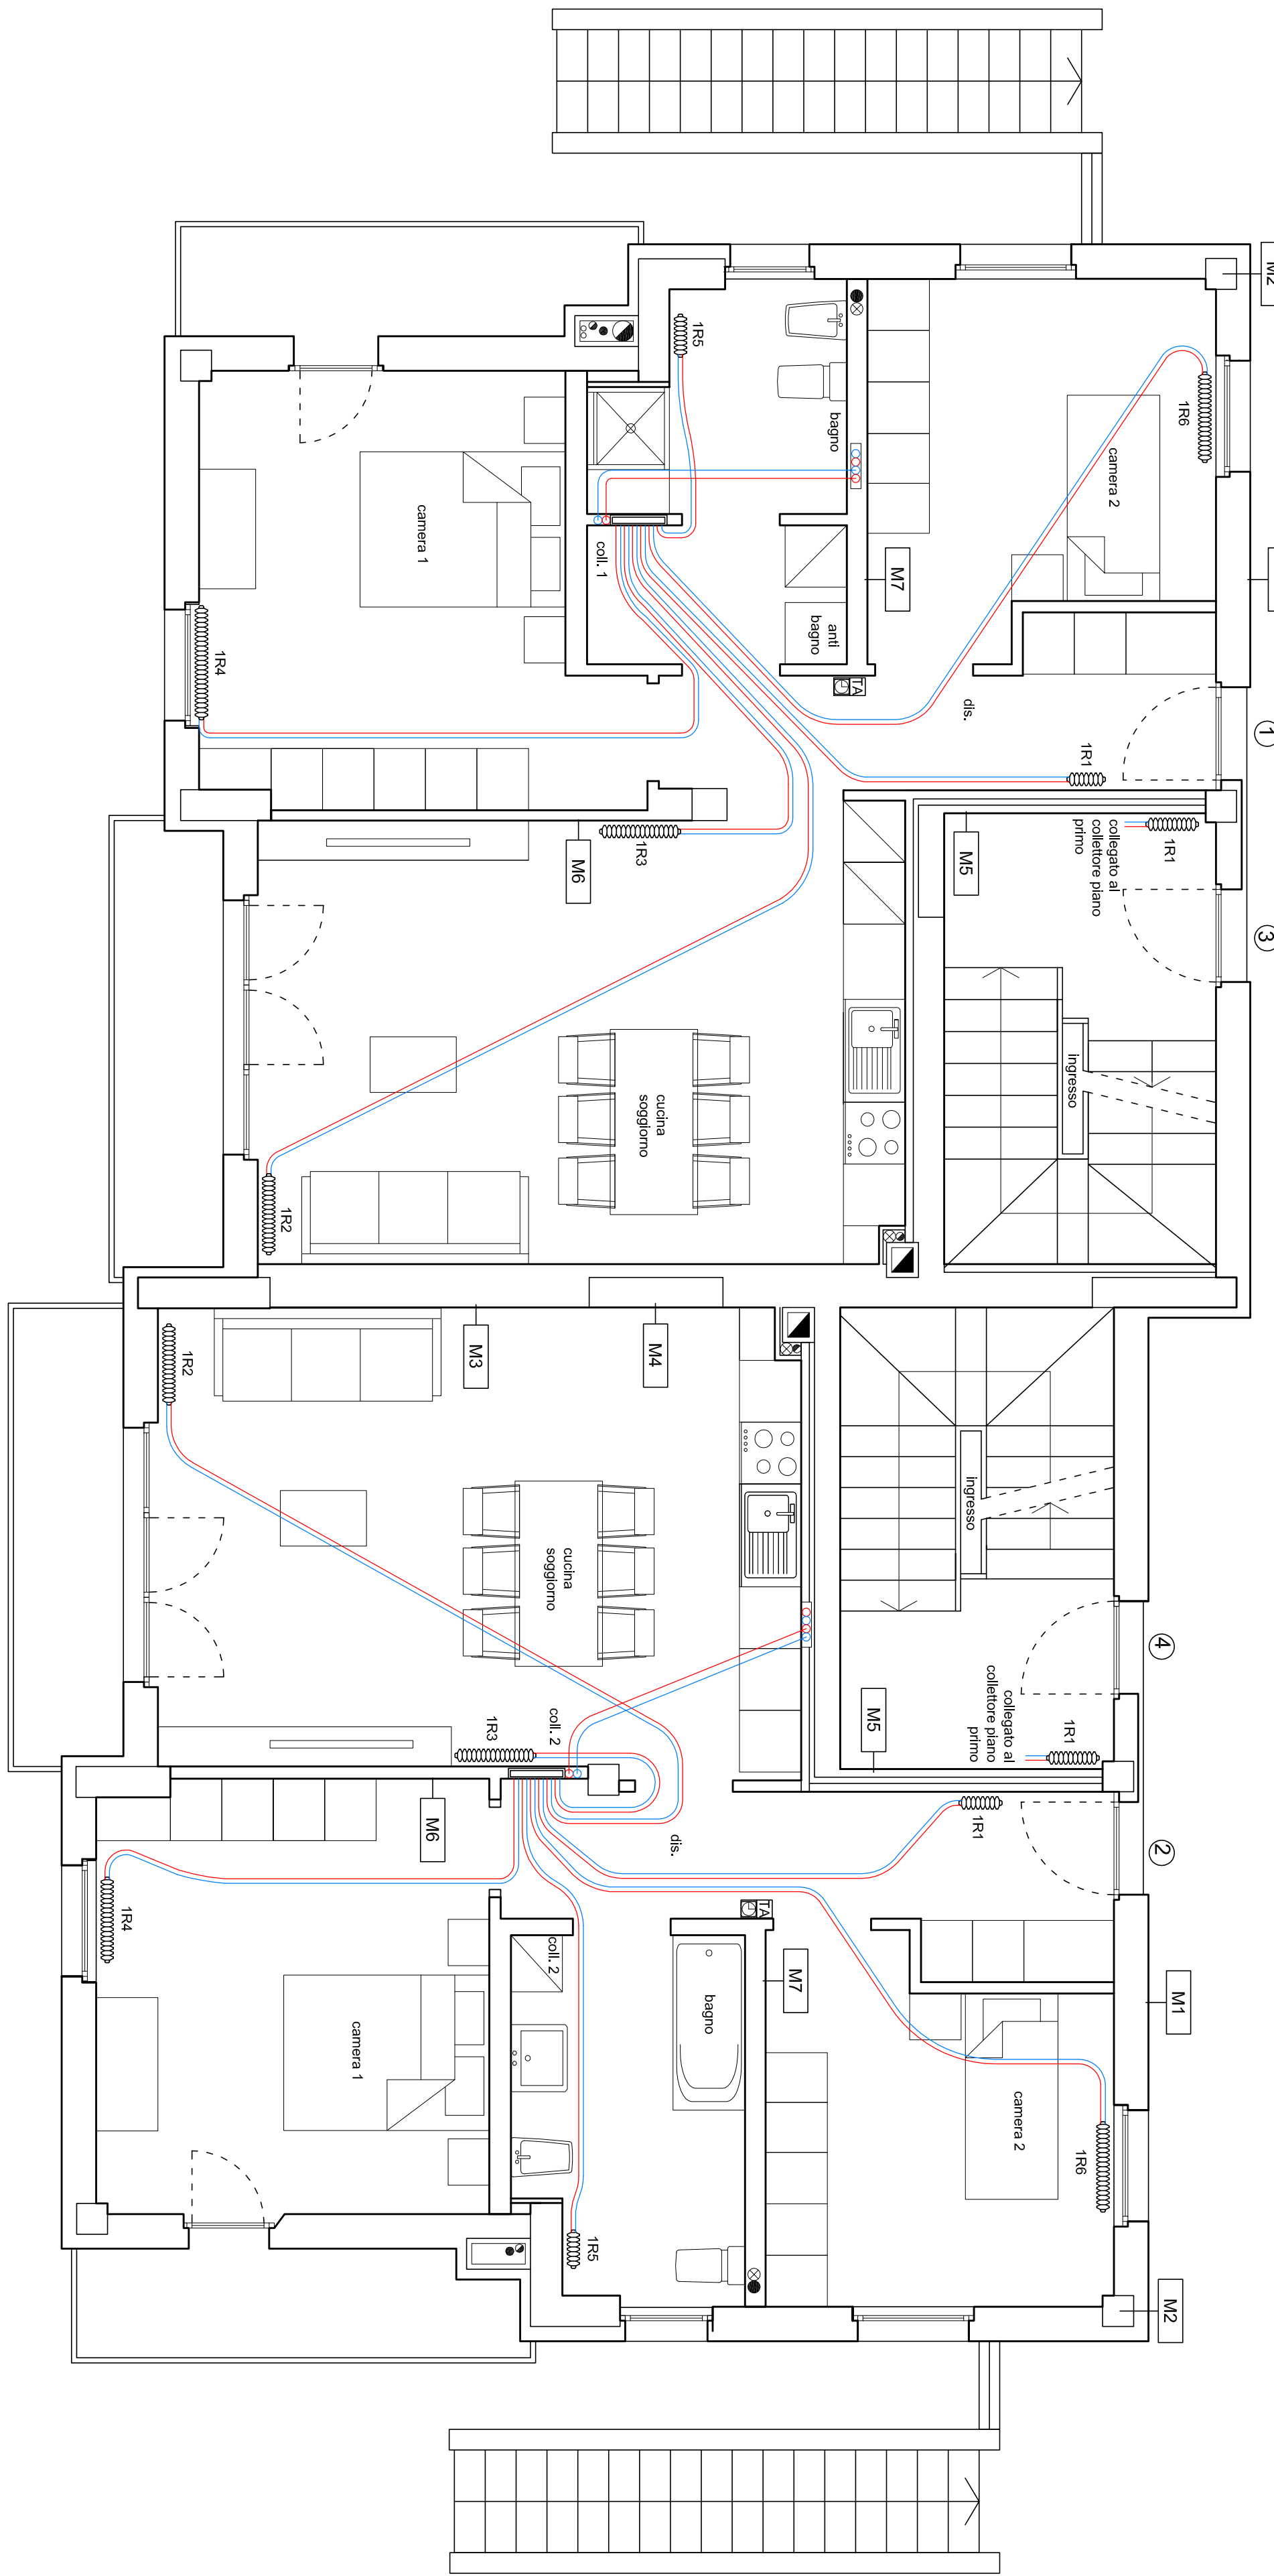 M2
1R5
1R6
bagno
camera 2
camera 1
coll. 1
M7
anti
bagno
1R4
TA
dis.
1
1R1
1R3
M6
M5
collegato al
collettore piano
primo
1R1
3
ingresso
cucina
soggiorno
1R2
M3
M4
1R2
ingresso
cucina
soggiorno
4
collegato al
collettore piano
primo
1R1
M5
coll. 2
1R3
M6
dis.
1R1
2
1R4
TA
coll. 2
M7
bagno
M1
camera 1
camera 2
1R6
1R5
M2